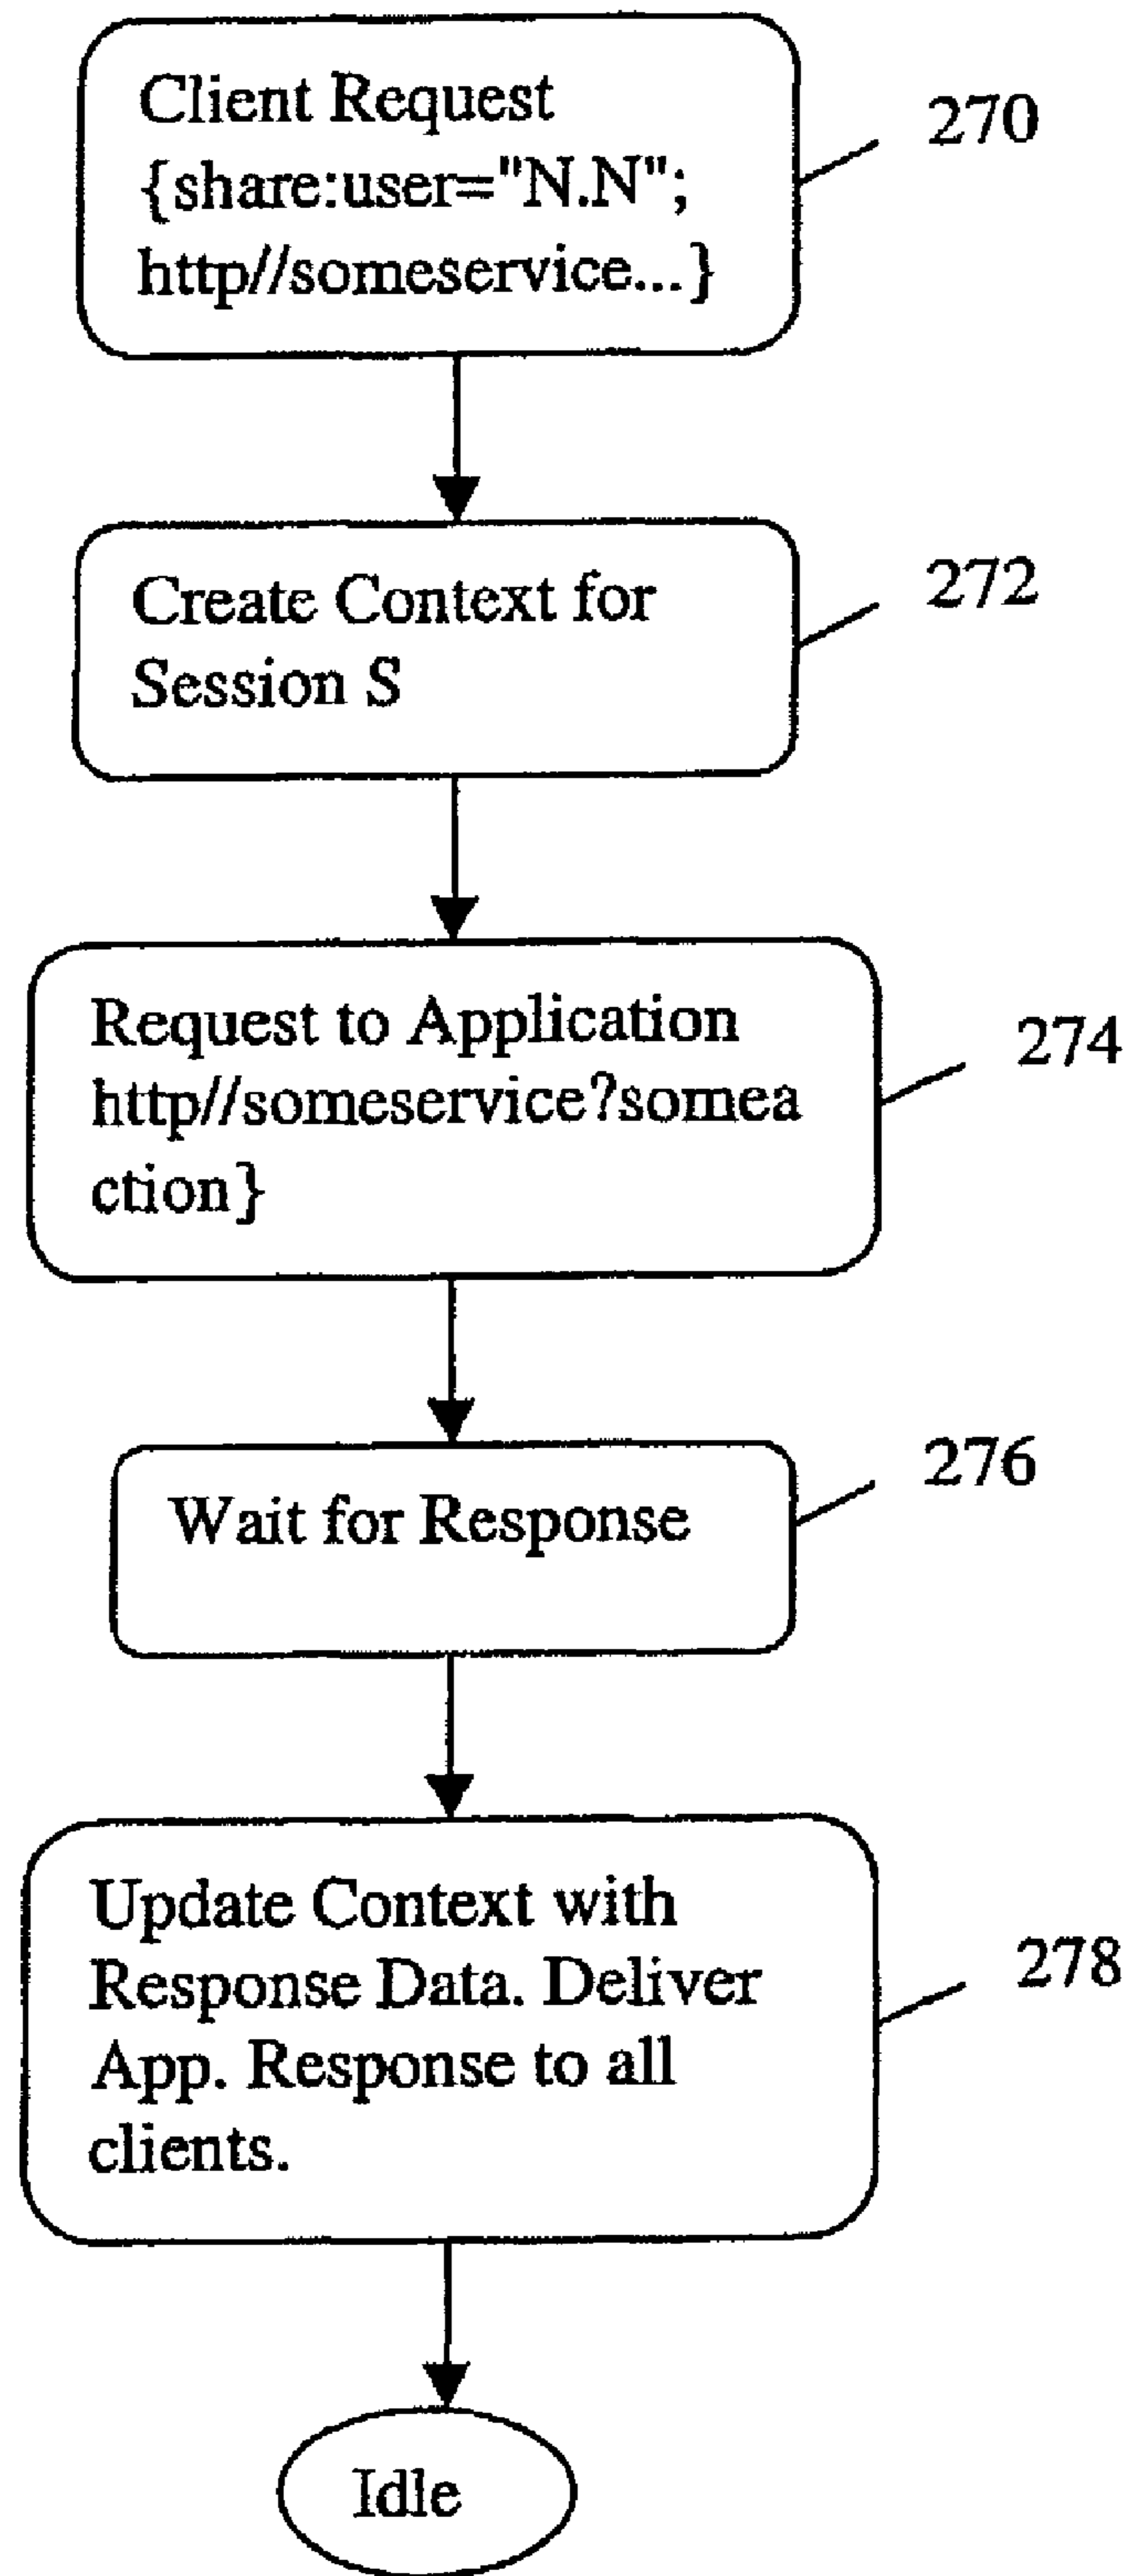 Client Request
{share:user="N.N";
http//someservice...}
270
Create Context for
Session S
272
Request to Application
http//someservice?somea
ction}
274
Wait for Response
276
Update Context with
Response Data. Deliver
App. Response to all
clients.
278
Idle